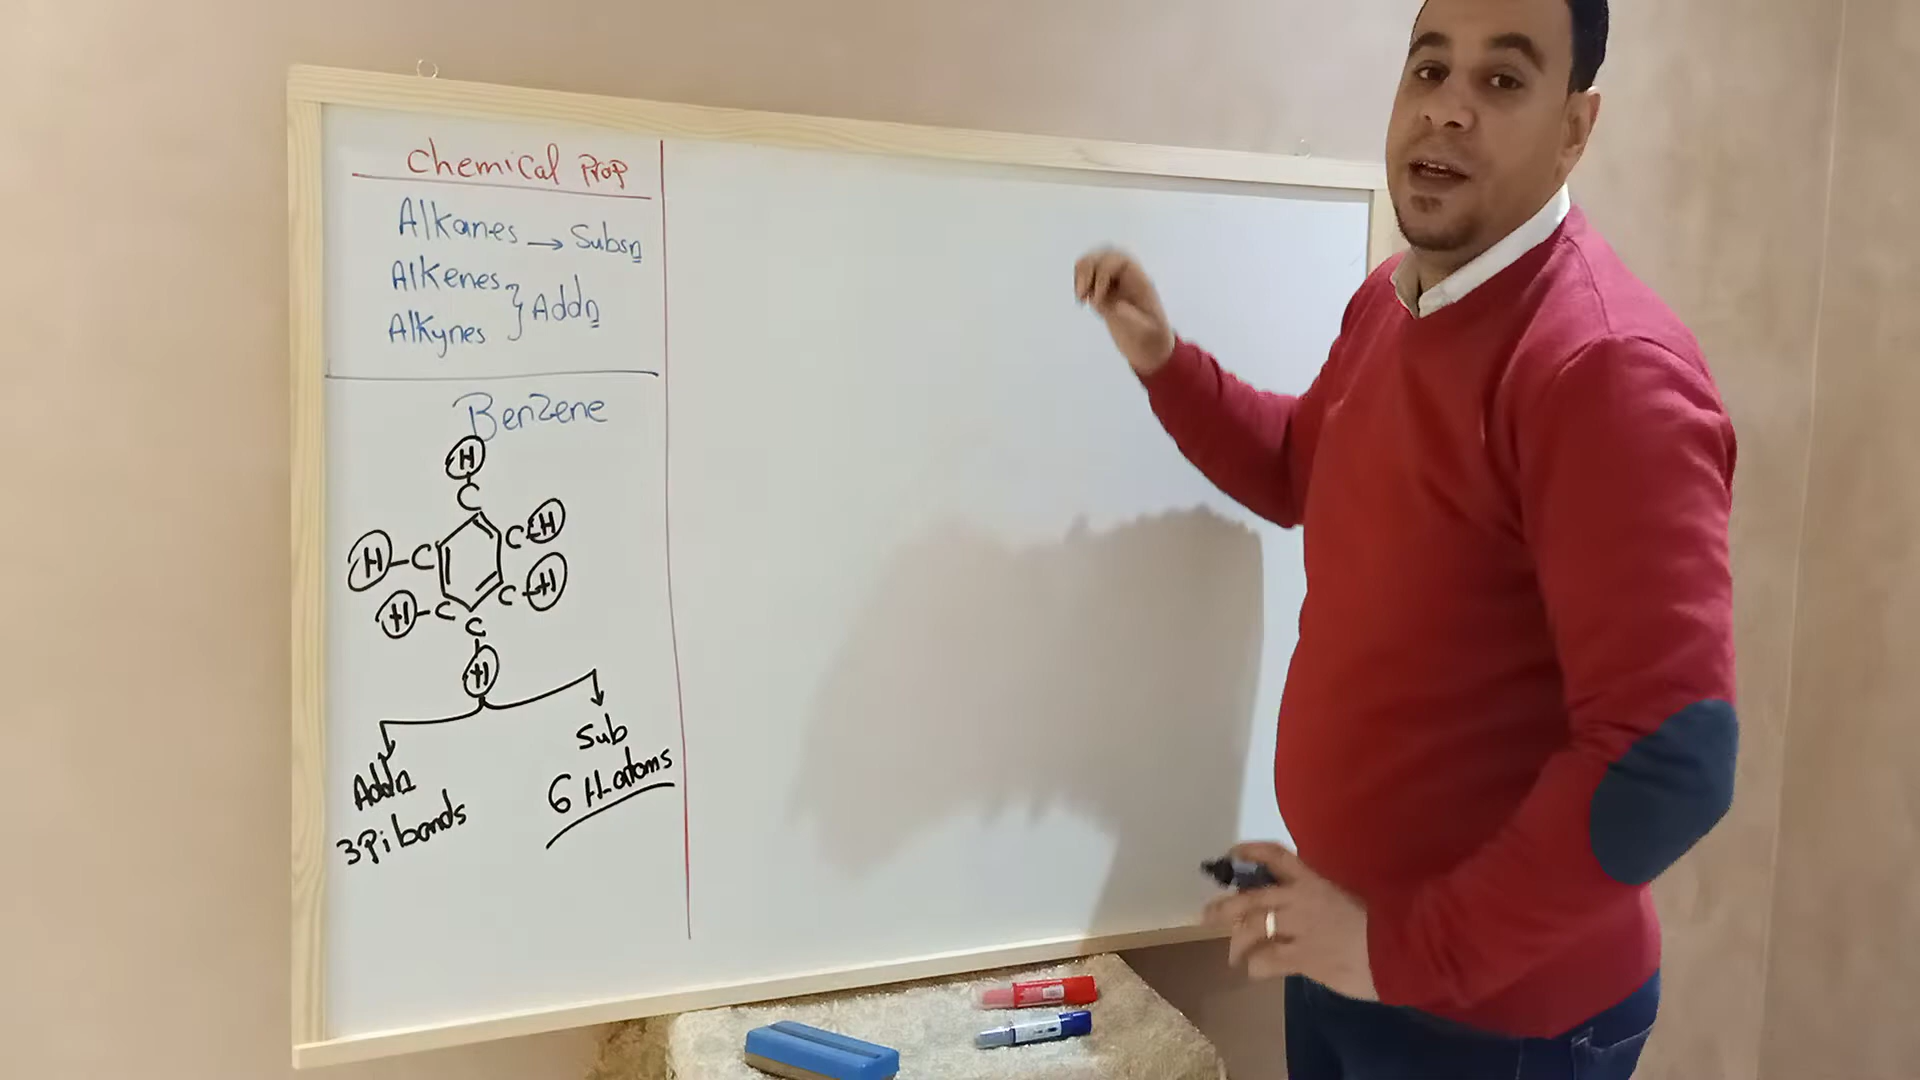 Chemical Prop
Alkanes → Subsn
Alkenes
Alkynes } Addn
Benzene
H
C
C-H
H-C
C-H
H-C
C
H
Addn
3 Pi bonds
Sub
6 H-atoms